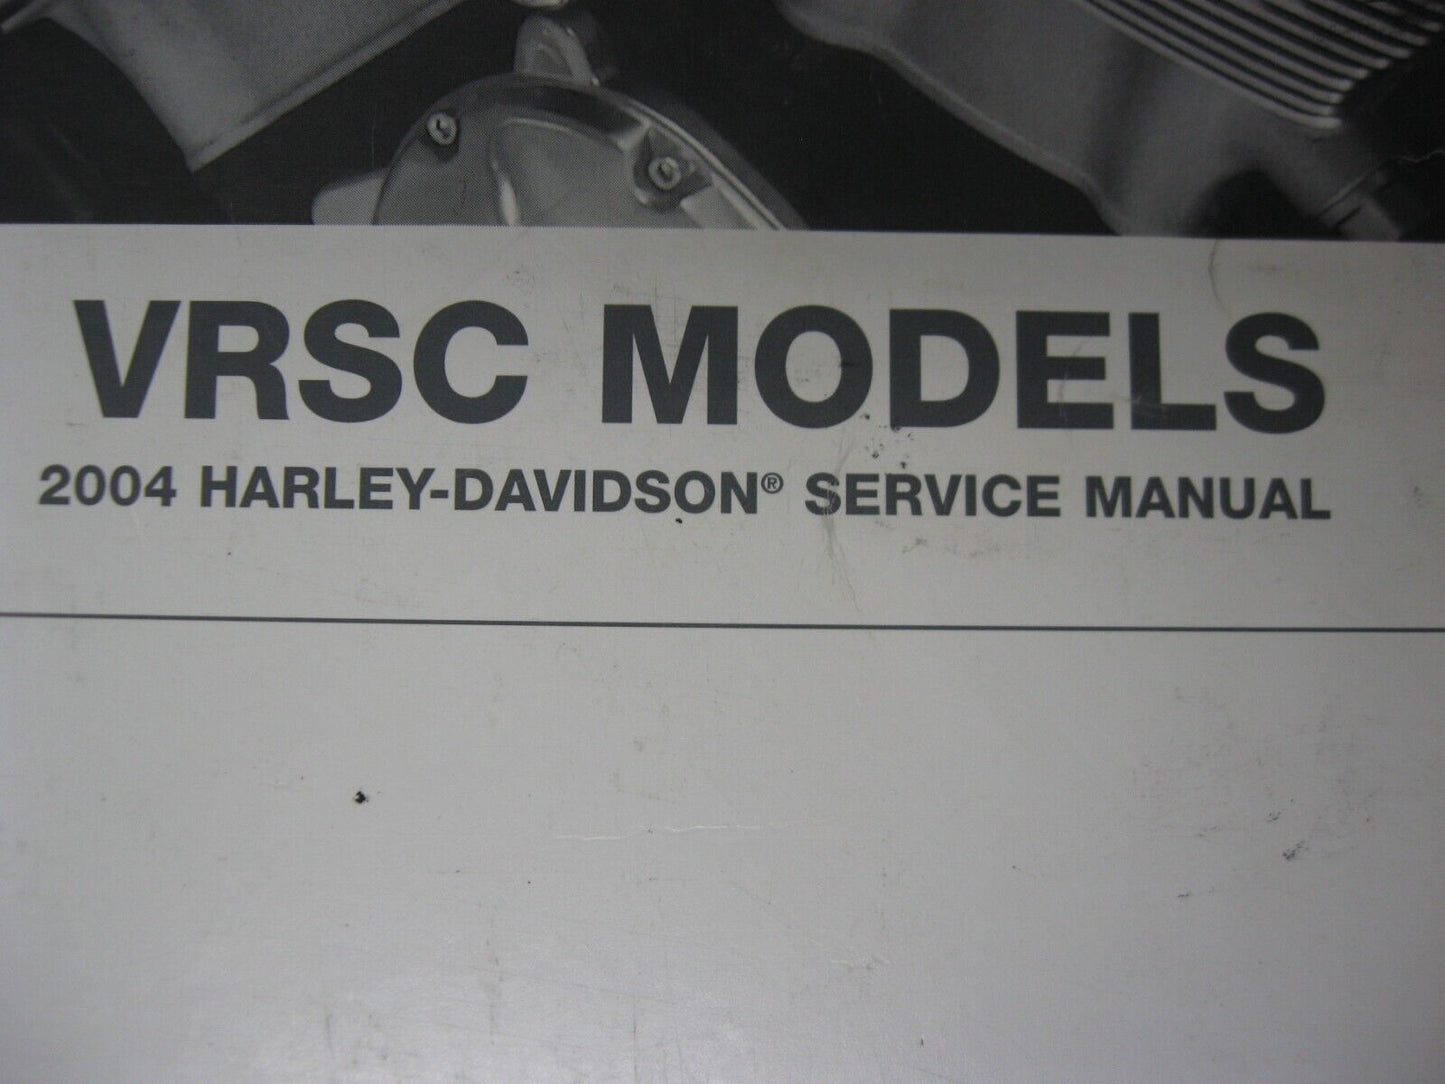 VRSC MODELS
2004 HARLEY-DAVIDSON® SERVICE MANUAL